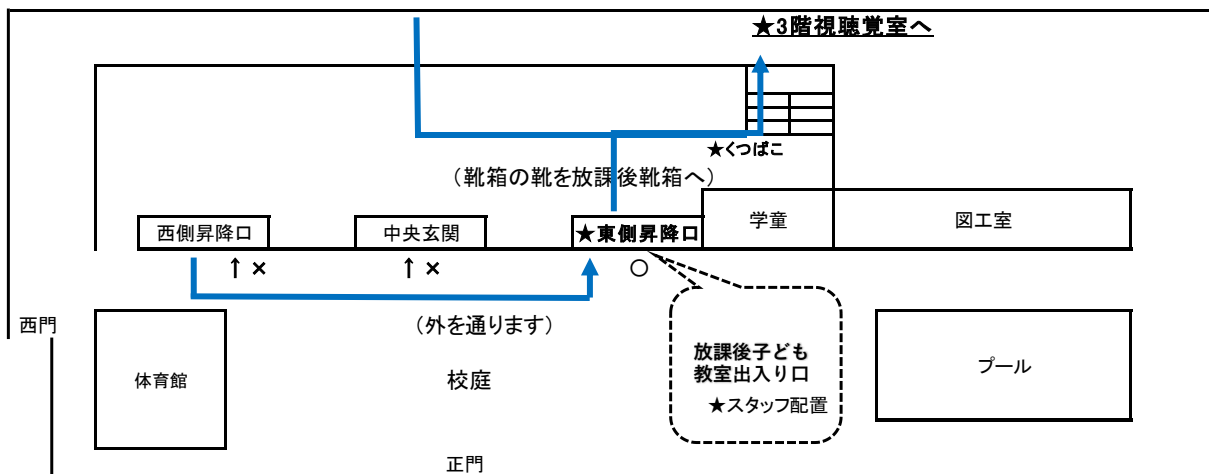 ★3階視聴覚室へ
★くつばこ
（靴箱の靴を放課後靴箱へ）
西側昇降口
中央玄関
★東側昇降口
学童
図工室
↑ ×
↑ ×
○
西門
（外を通ります）
体育館
校庭
放課後子ども
教室出入り口
★スタッフ配置
プール
正門